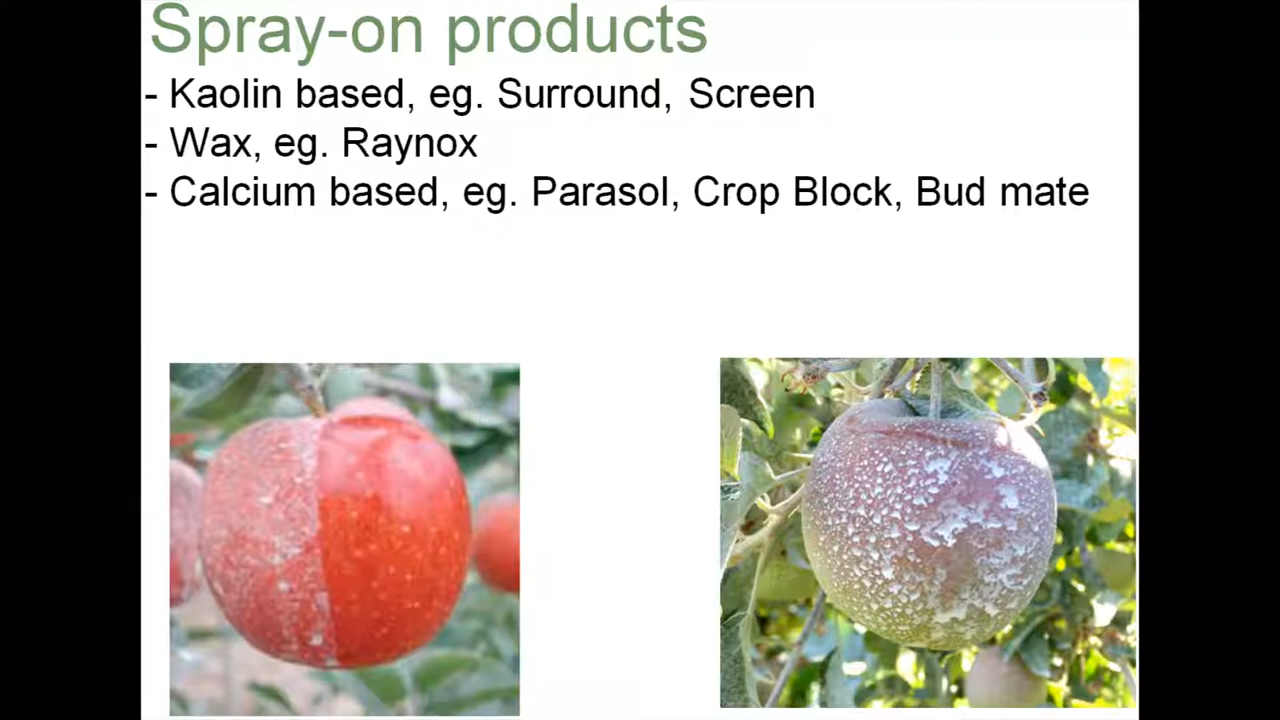 Spray-on products
- Kaolin based, eg. Surround, Screen
- Wax, eg. Raynox
- Calcium based, eg. Parasol, Crop Block, Bud mate